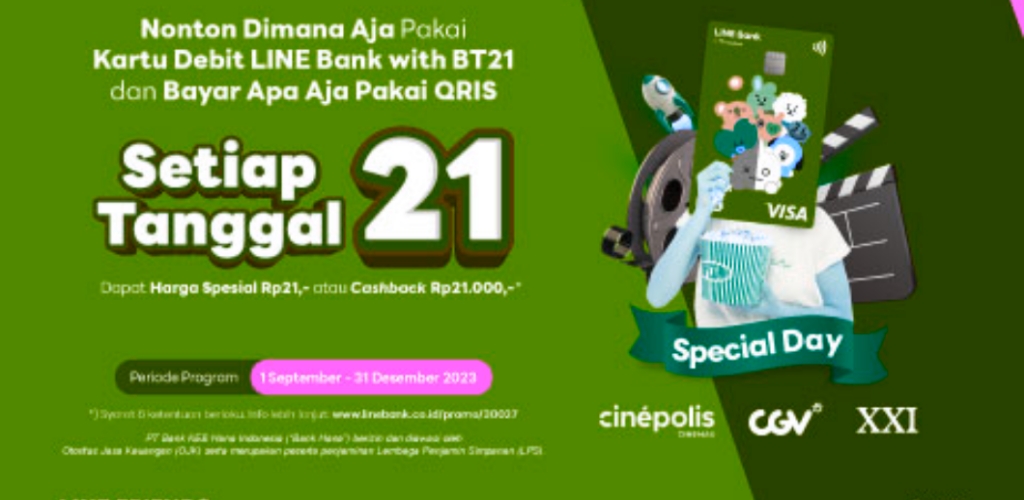 Nonton Dimana Aja Pakai
Kartu Debit LINE Bank with BT21
dan Bayar Apa Aja Pakai QRIS
Setiap
Tanggal 21
Dapat Harga Spesial Rp21,- atau Cashback Rp21.000,-*
Periode Program 1 September - 31 Desember 2023
*) Syarat & ketentuan berlaku. Info lebih lanjut: www.linebank.co.id/promo/20027
PT Bank KEB Hana Indonesia ("Bank Hana") berizin dan diawasi oleh
Otoritas Jasa Keuangan (OJK) serta merupakan peserta penjaminan Lembaga Penjamin Simpanan (LPS).
LINE Bank
VISA
Special Day
cinépolis
CINEMAS
CGV
XXI